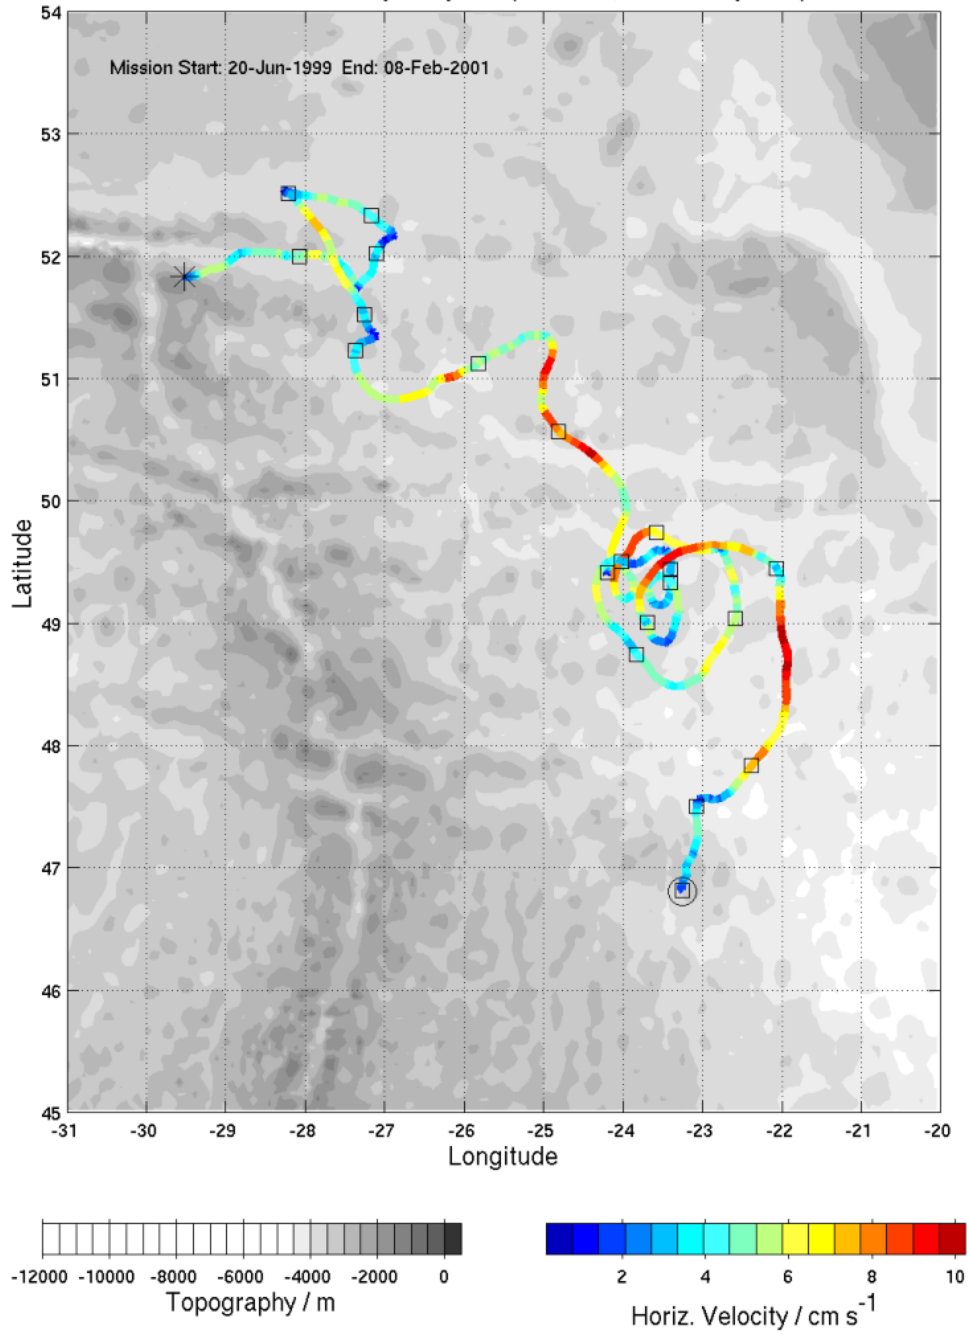 Mission Start: 20-Jun-1999 End: 08-Feb-2001
54
53
52
51
50
49
48
47
46
45
Latitude
-31 -30 -29 -28 -27 -26 -25 -24 -23 -22 -21 -20
Longitude
-12000 -10000 -8000 -6000 -4000 -2000 0
Topography / m
2 4 6 8 10
Horiz. Velocity / cm s⁻¹